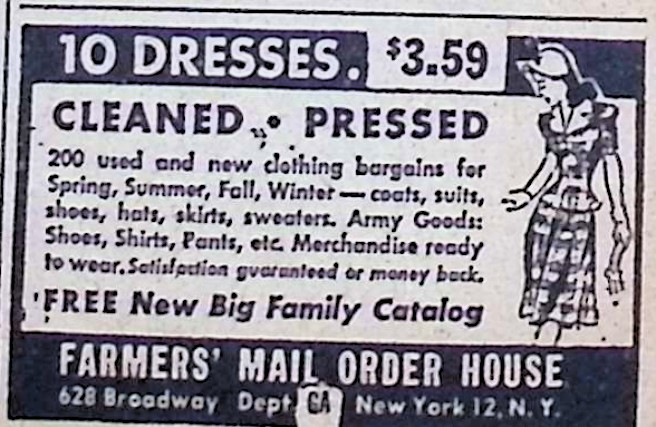 10 DRESSES. $3.59
CLEANED • PRESSED
200 used and new clothing bargains for
Spring, Summer, Fall, Winter — coats, suits,
shoes, hats, skirts, sweaters. Army Goods:
Shoes, Shirts, Pants, etc. Merchandise ready
to wear. Satisfaction guaranteed or money back.
FREE New Big Family Catalog
FARMERS' MAIL ORDER HOUSE
628 Broadway Dept GA New York 12, N. Y.